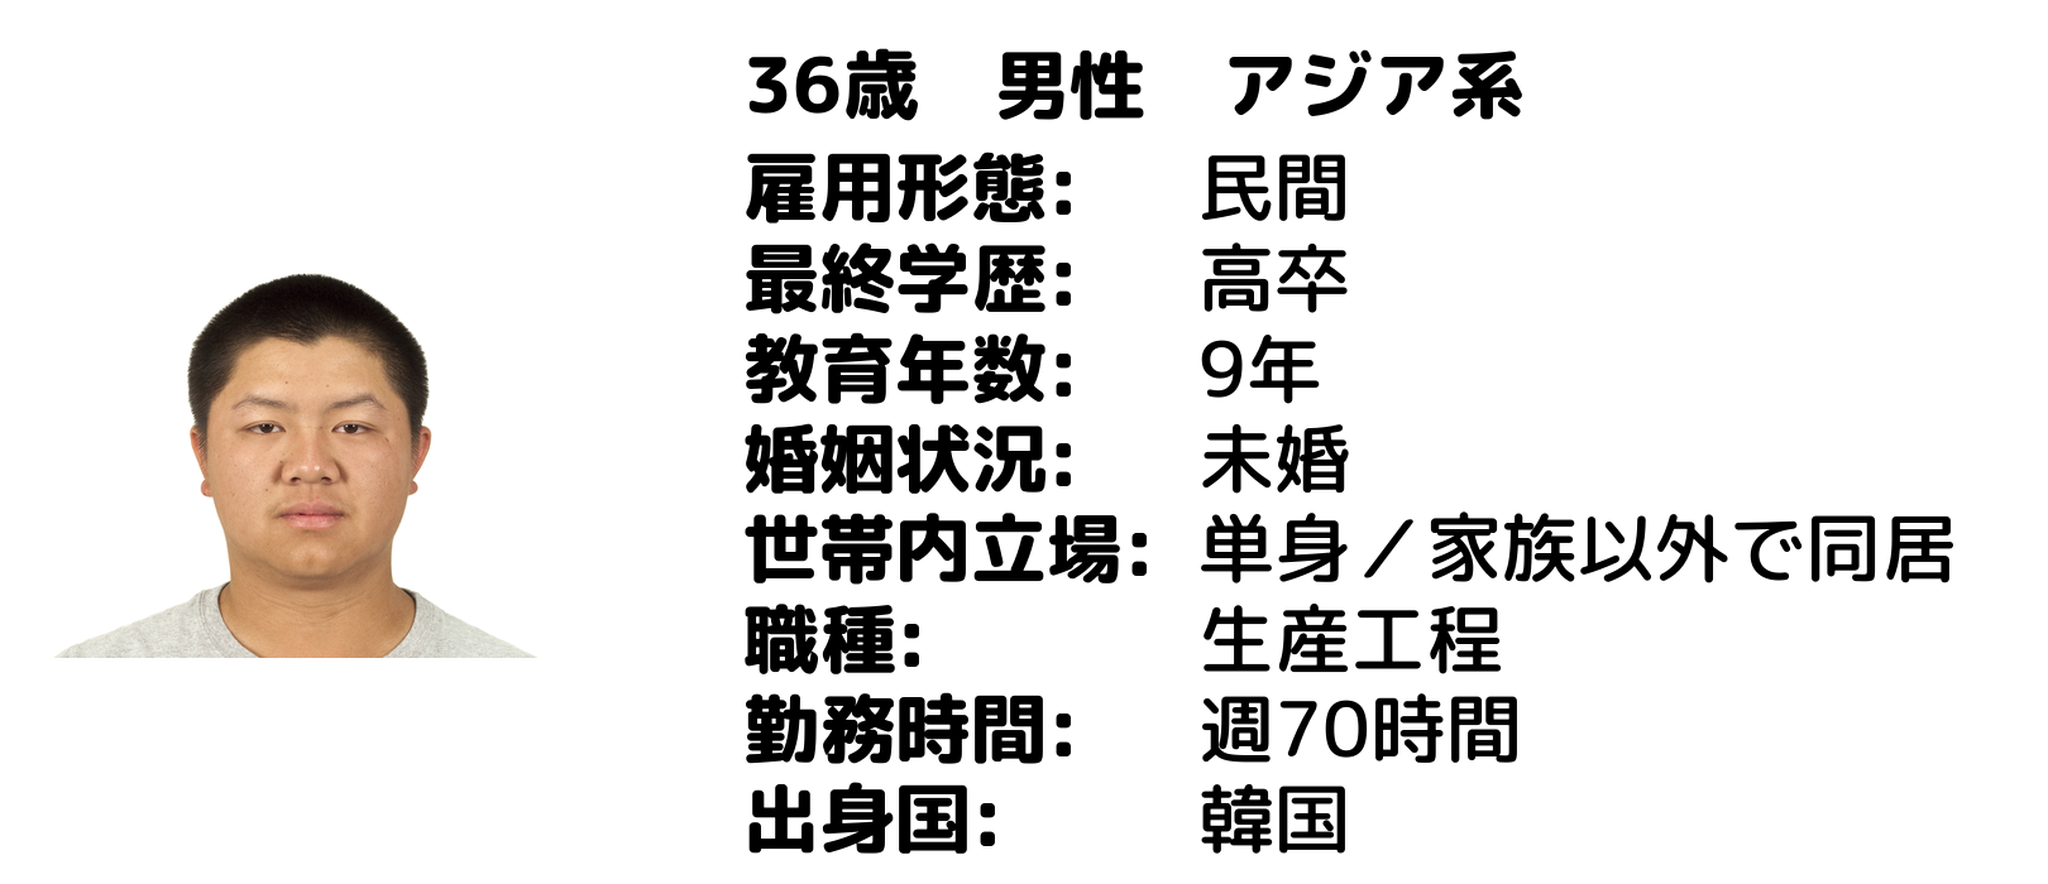 36歳　男性　アジア系
雇用形態:　民間
最終学歴:　高卒
教育年数:　9年
婚姻状況:　未婚
世帯内立場:　単身／家族以外で同居
職種:　生産工程
勤務時間:　週70時間
出身国:　韓国